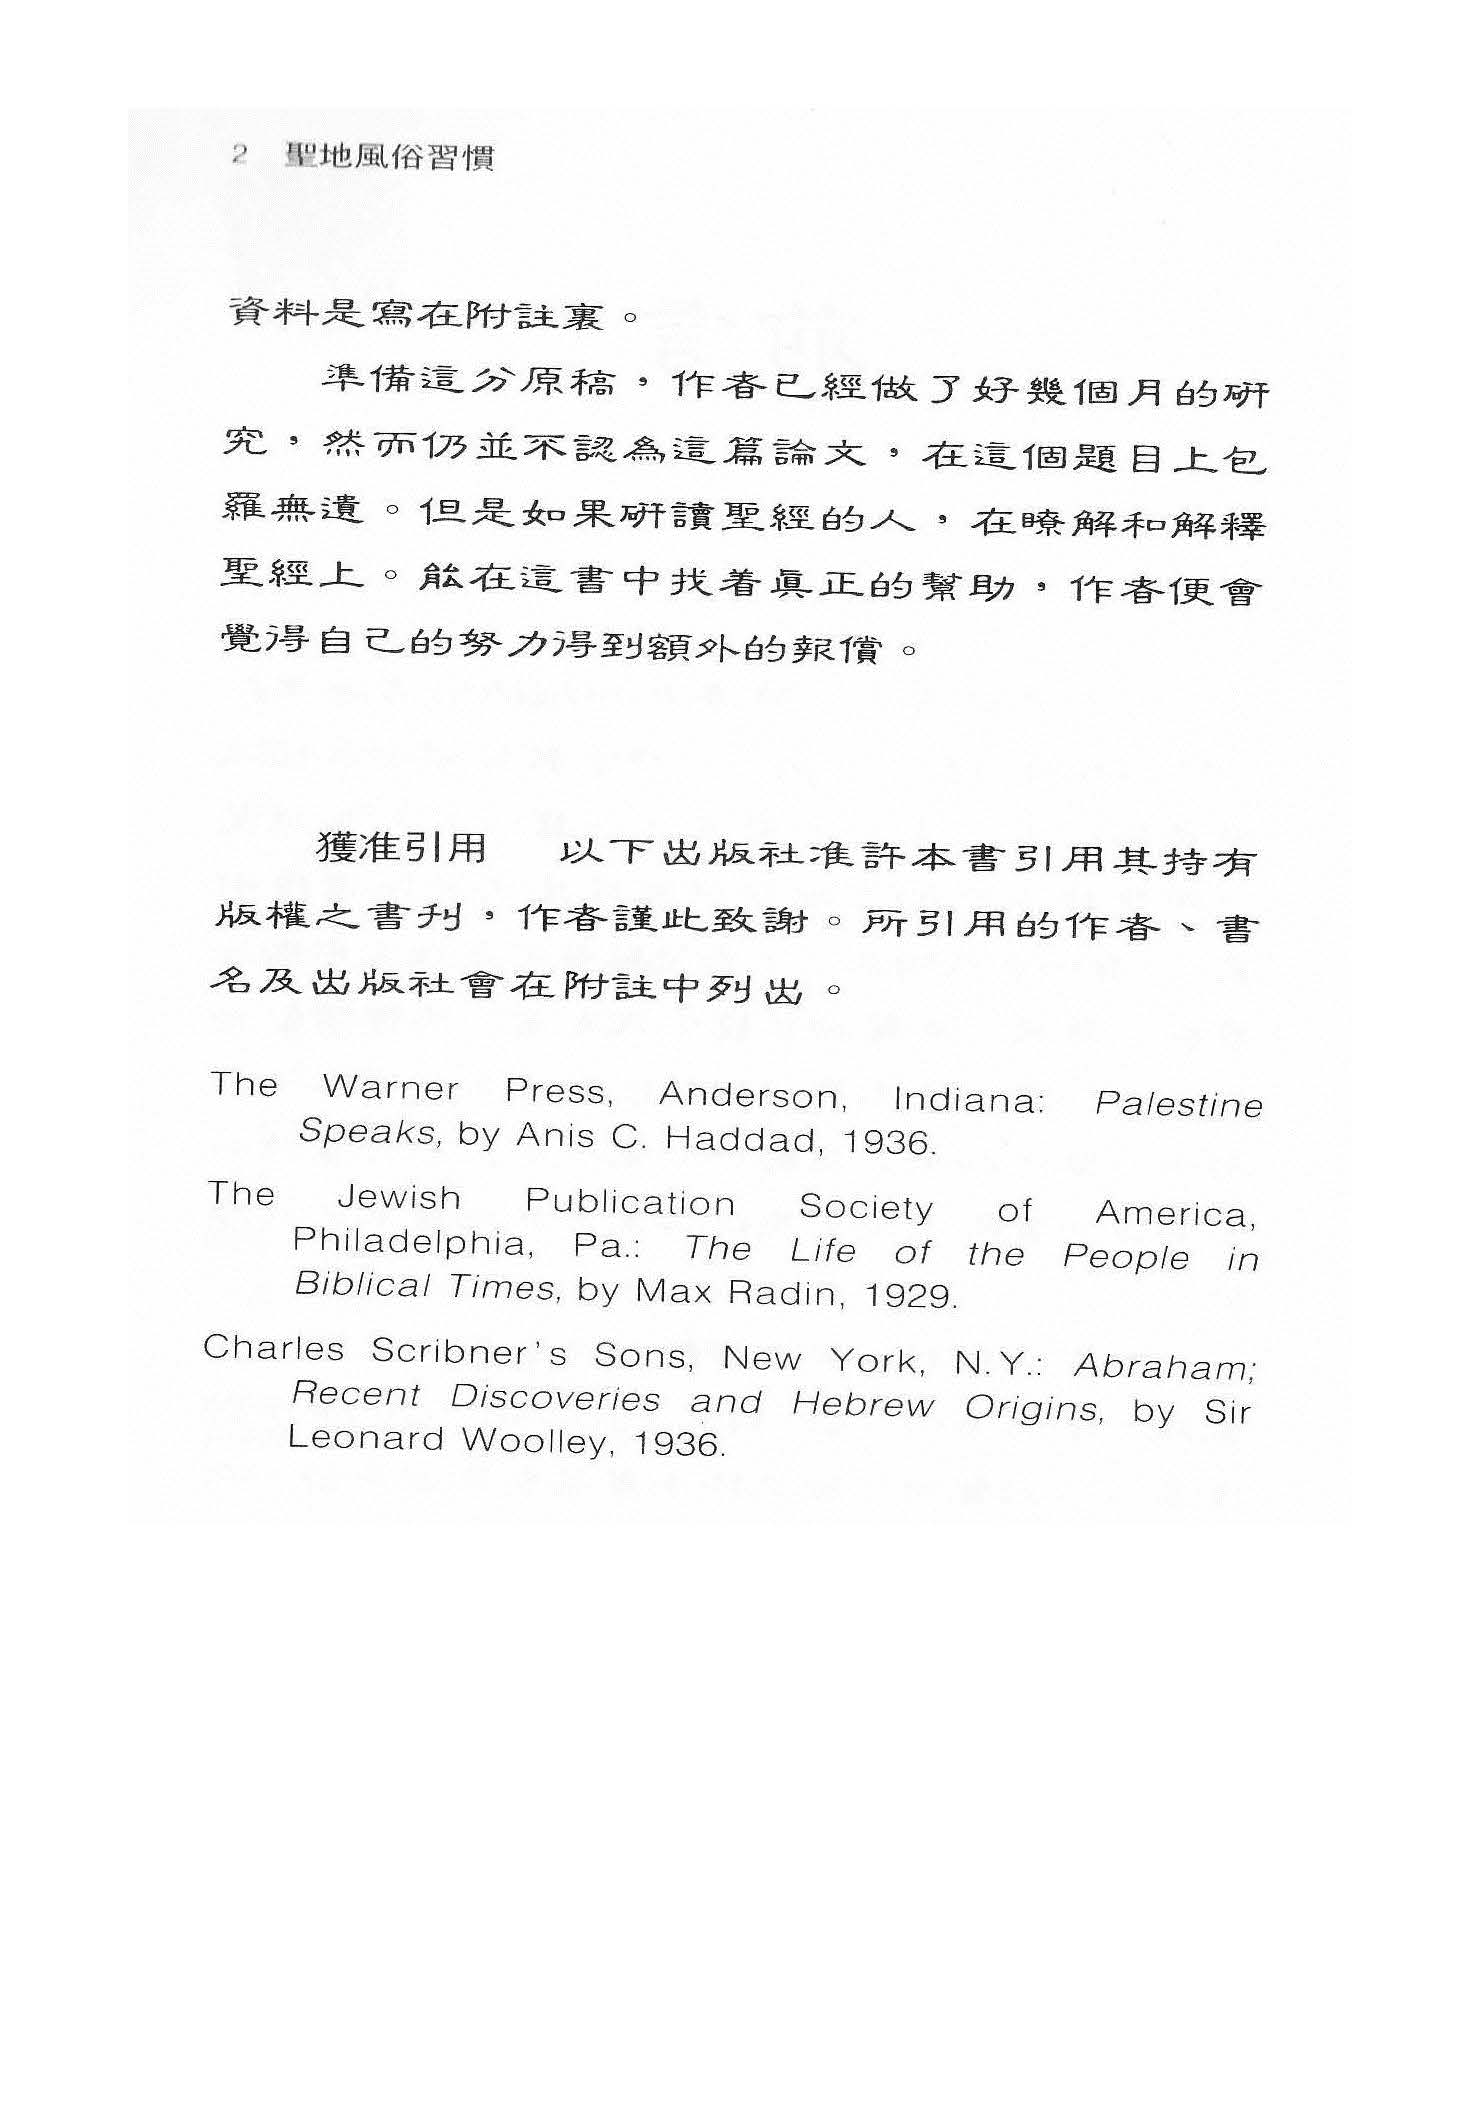 2 聖地風俗習慣
資料是寫在附註裏。
準備這分原稿，作者已經做了好幾個月的研
究，然而仍並不認為這篇論文，在這個題目上包
羅無遺。但是如果研讀聖經的人，在瞭解和解釋
聖經上。能在這書中找着眞正的幫助，作者便會
覺得自己的努力得到額外的報償。
獲准引用 以下出版社准許本書引用其持有
版權之書刋，作者謹此致謝。所引用的作者、書
名及出版社會在附註中列出。
The Warner Press, Anderson, Indiana: Palestine
Speaks, by Anis C. Haddad, 1936.
The Jewish Publication Society of America,
Philadelphia, Pa.: The Life of the People in
Biblical Times, by Max Radin, 1929.
Charles Scribner's Sons, New York, N.Y.: Abraham;
Recent Discoveries and Hebrew Origins, by Sir
Leonard Woolley, 1936.